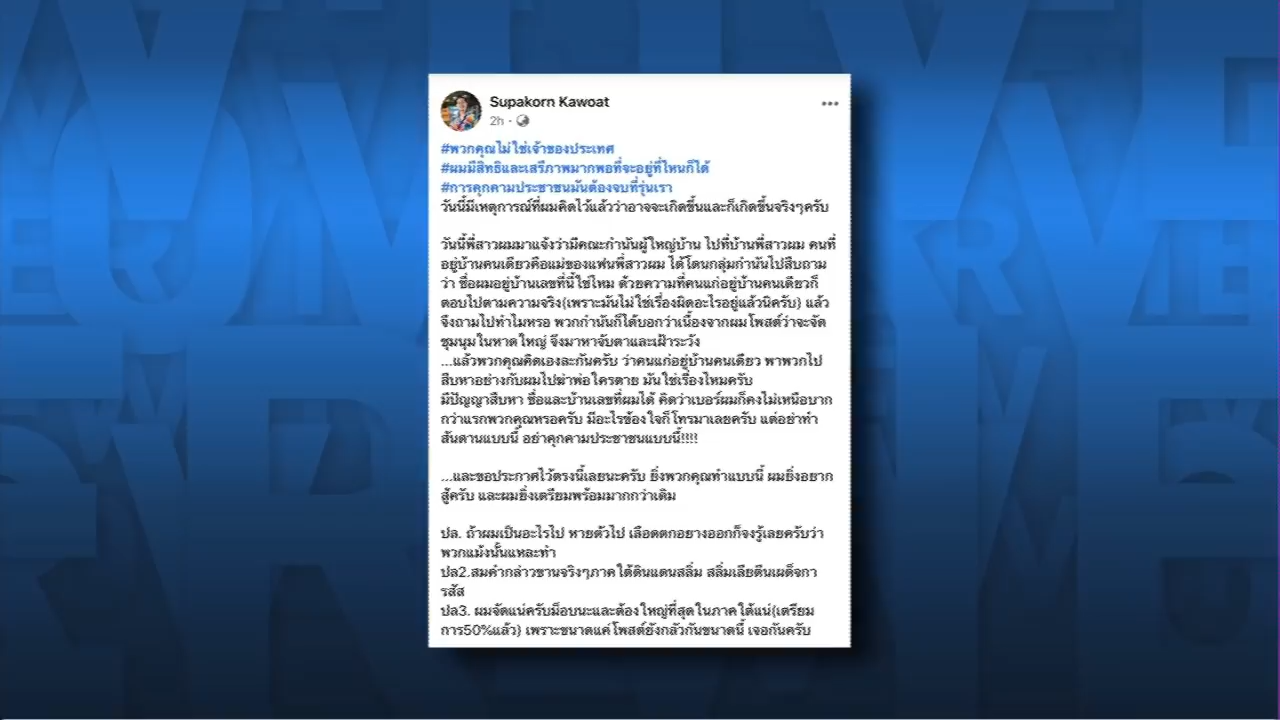 Supakorn Kawoat
2h
#พวกคุณไม่ใช่เจ้าของประเทศ
#ผมมีสิทธิและเสรีภาพมากพอที่จะอยู่ที่ไหนก็ได้
#การคุกคามประชาชนมันต้องจบที่รุ่นเรา
วันนี้มีเหตุการณ์ที่ผมคิดไว้แล้วว่าอาจจะเกิดขึ้นและก็เกิดขึ้นจริงๆครับ
วันนี้พี่สาวผมมาแจ้งว่ามีคณะกำนันผู้ใหญ่บ้าน ไปที่บ้านพี่สาวผม คนที่
อยู่บ้านคนเดียวคือแม่ของแฟนพี่สาวผม ได้โดนกลุ่มกำนันไปสืบถาม
ว่า ชื่อผมอยู่บ้านเลขที่นี้ใช่ไหม ด้วยความที่คนแก่อยู่บ้านคนเดียวก็
ตอบไปตามความจริง(เพราะมันไม่ใช่เรื่องผิดอะไรอยู่แล้วนิครับ) แล้ว
จึงถามไปทำไมหรอ พวกกำนันก็ได้บอกว่าเนื่องจากผมโพสต์ว่าจะจัด
ชุมนุมในหาดใหญ่ จึงมาหาจับตาและเฝ้าระวัง
...แล้วพวกคุณคิดเองละกันครับ ว่าคนแก่อยู่บ้านคนเดียว พาพวกไป
สืบหาอย่างกับผมไปฆ่าพ่อใครตาย มันใช่เรื่องไหมครับ
มีปัญญาสืบหา ชื่อและบ้านเลขที่ผมได้ คิดว่าเบอร์ผมก็คงไม่เหนือบาก
กว่าแรกพวกคุณหรอครับ มีอะไรข้องใจก็โทรมาเลยครับ แต่อย่าทำ
สันดานแบบนี้ อย่าคุกคามประชาชนแบบนี้!!!!
...และขอประกาศไว้ตรงนี้เลยนะครับ ยิ่งพวกคุณทำแบบนี้ ผมยิ่งอยาก
สู้ครับ และผมยิ่งเตรียมพร้อมมากกว่าเดิม
ปล. ถ้าผมเป็นอะไรไป หายตัวไป เลือดตกอยางออกก็จงรู้เลยครับว่า
พวกแม้งนั้นแหละทำ
ปล2.สมคำกล่าวขานจริงๆภาคใต้ดินแดนสลิ่ม สลิ่มเลียตีนเผด็จกา
รสัส
ปล3. ผมจัดแน่ครับม็อบนะและต้องใหญ่ที่สุดในภาคใต้แน่(เตรียม
การ50%แล้ว) เพราะขนาดแค่โพสต์ยังกลัวกันขนาดนี้ เจอกันครับ